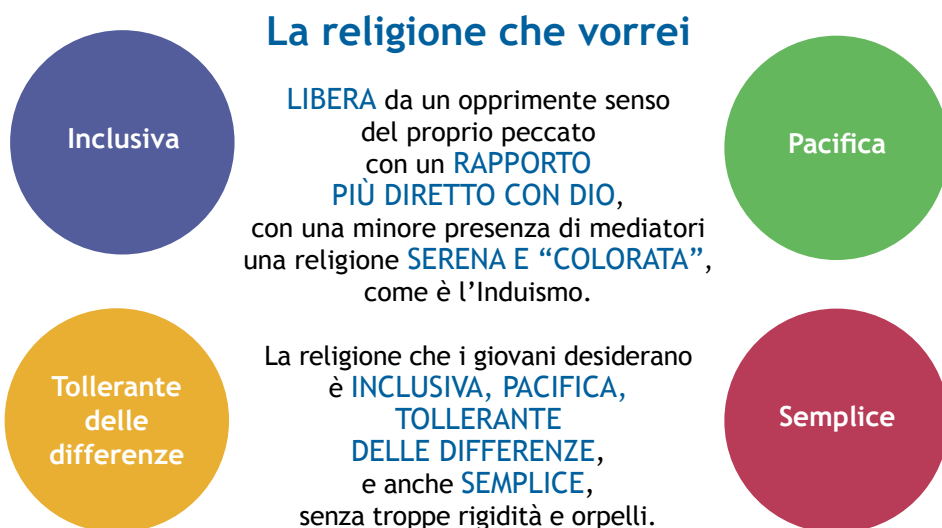 La religione che vorrei
Inclusiva
LIBERA da un opprimente senso
del proprio peccato
con un RAPPORTO
PIÙ DIRETTO CON DIO,
con una minore presenza di mediatori
una religione SERENA E “COLORATA”,
come è l’Induismo.
Pacifica
Tollerante
delle
differenze
La religione che i giovani desiderano
è INCLUSIVA, PACIFICA,
TOLLERANTE
DELLE DIFFERENZE,
e anche SEMPLICE,
senza troppe rigidità e orpelli.
Semplice